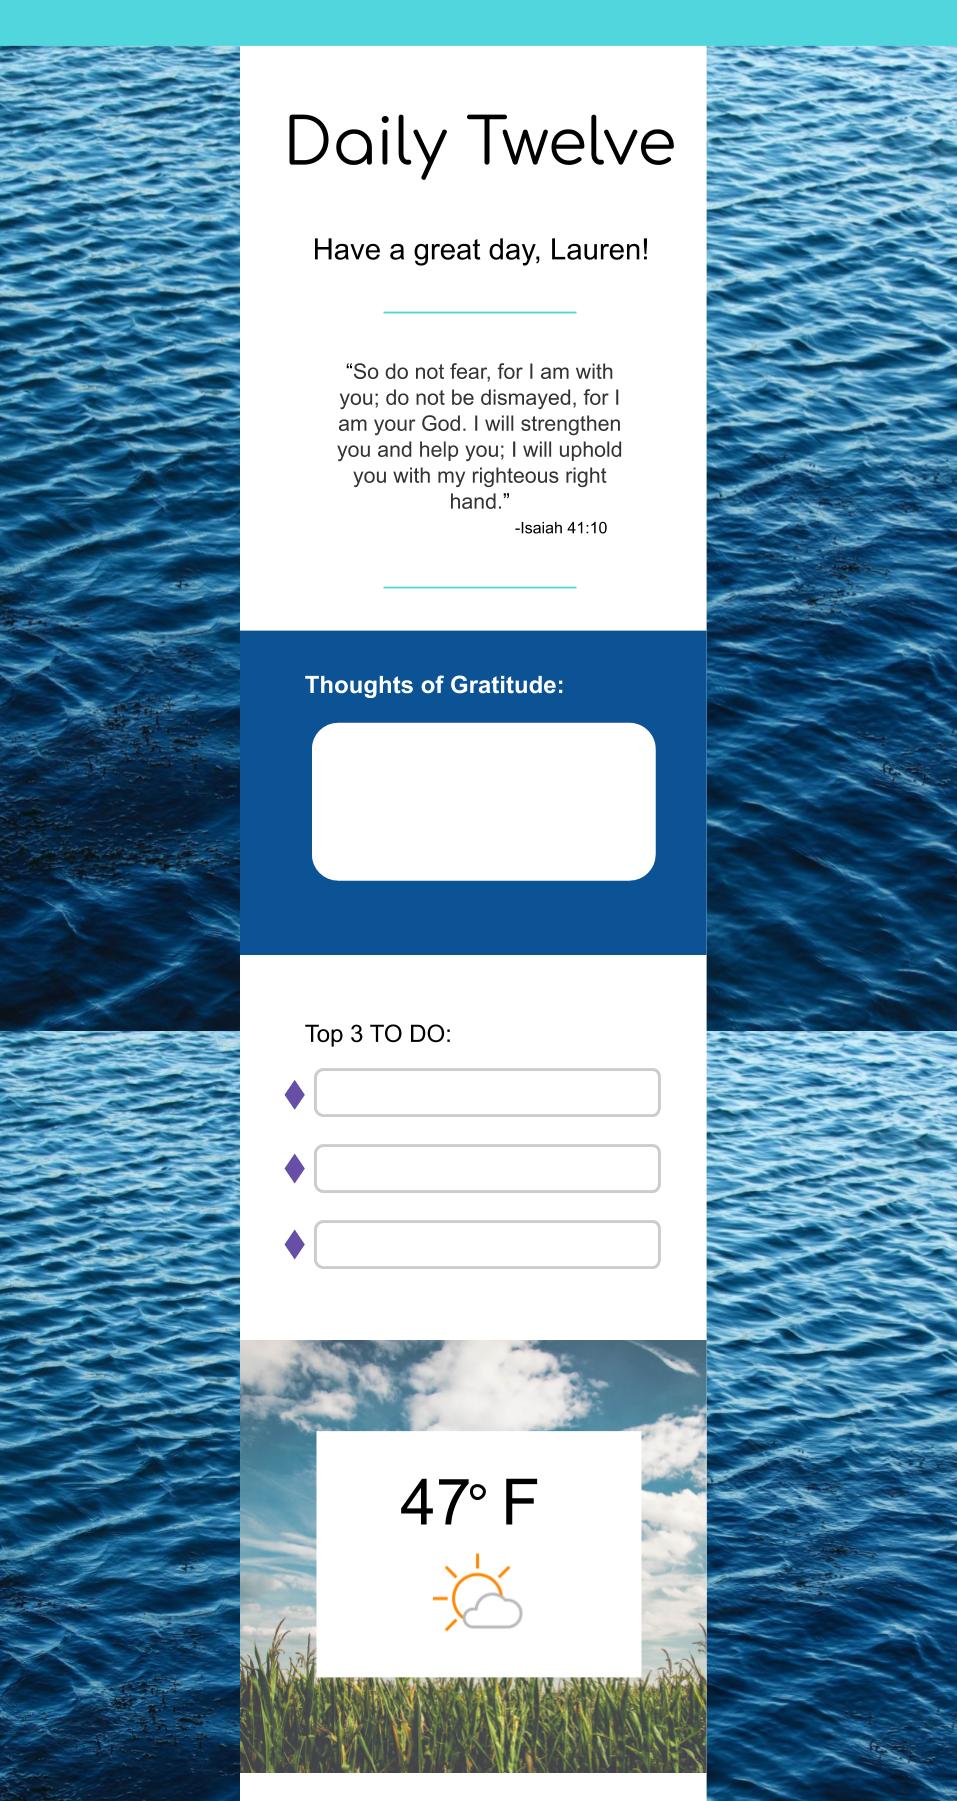 Daily Twelve
Have a great day, Lauren!
“So do not fear, for I am with
you; do not be dismayed, for I
am your God. I will strengthen
you and help you; I will uphold
you with my righteous right
hand.”
-Isaiah 41:10
Thoughts of Gratitude:
Top 3 TO DO:
47° F